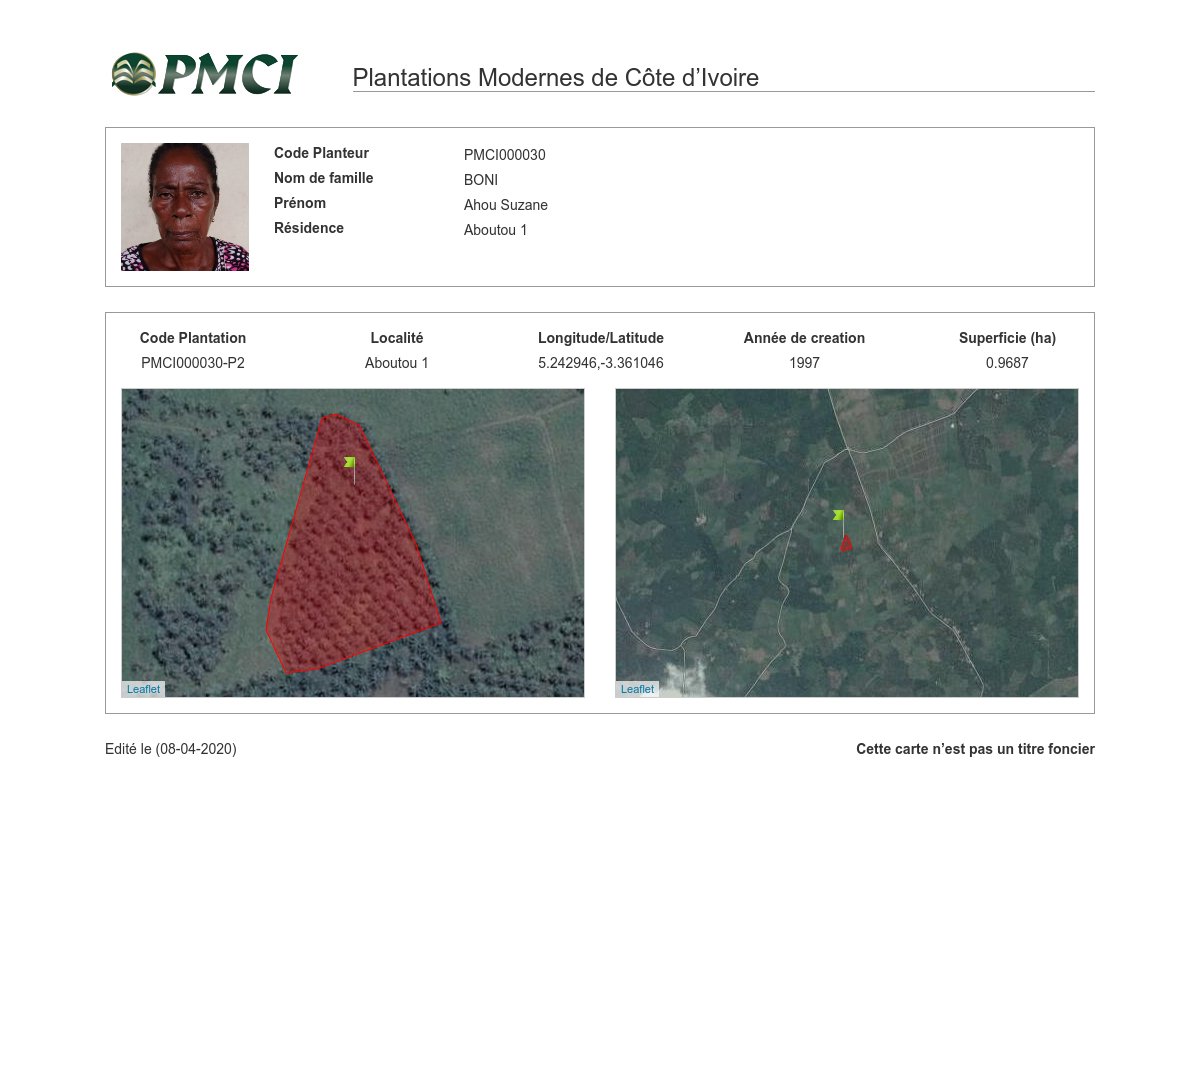 PMCI
Plantations Modernes de Côte d’Ivoire
Code Planteur PMCI000030
Nom de famille BONI
Prénom Ahou Suzane
Résidence Aboutou 1
Code Plantation Localité Longitude/Latitude Année de creation Superficie (ha)
PMCI000030-P2 Aboutou 1 5.242946,-3.361046 1997 0.9687
Leaflet Leaflet
Edité le (08-04-2020) Cette carte n’est pas un titre foncier